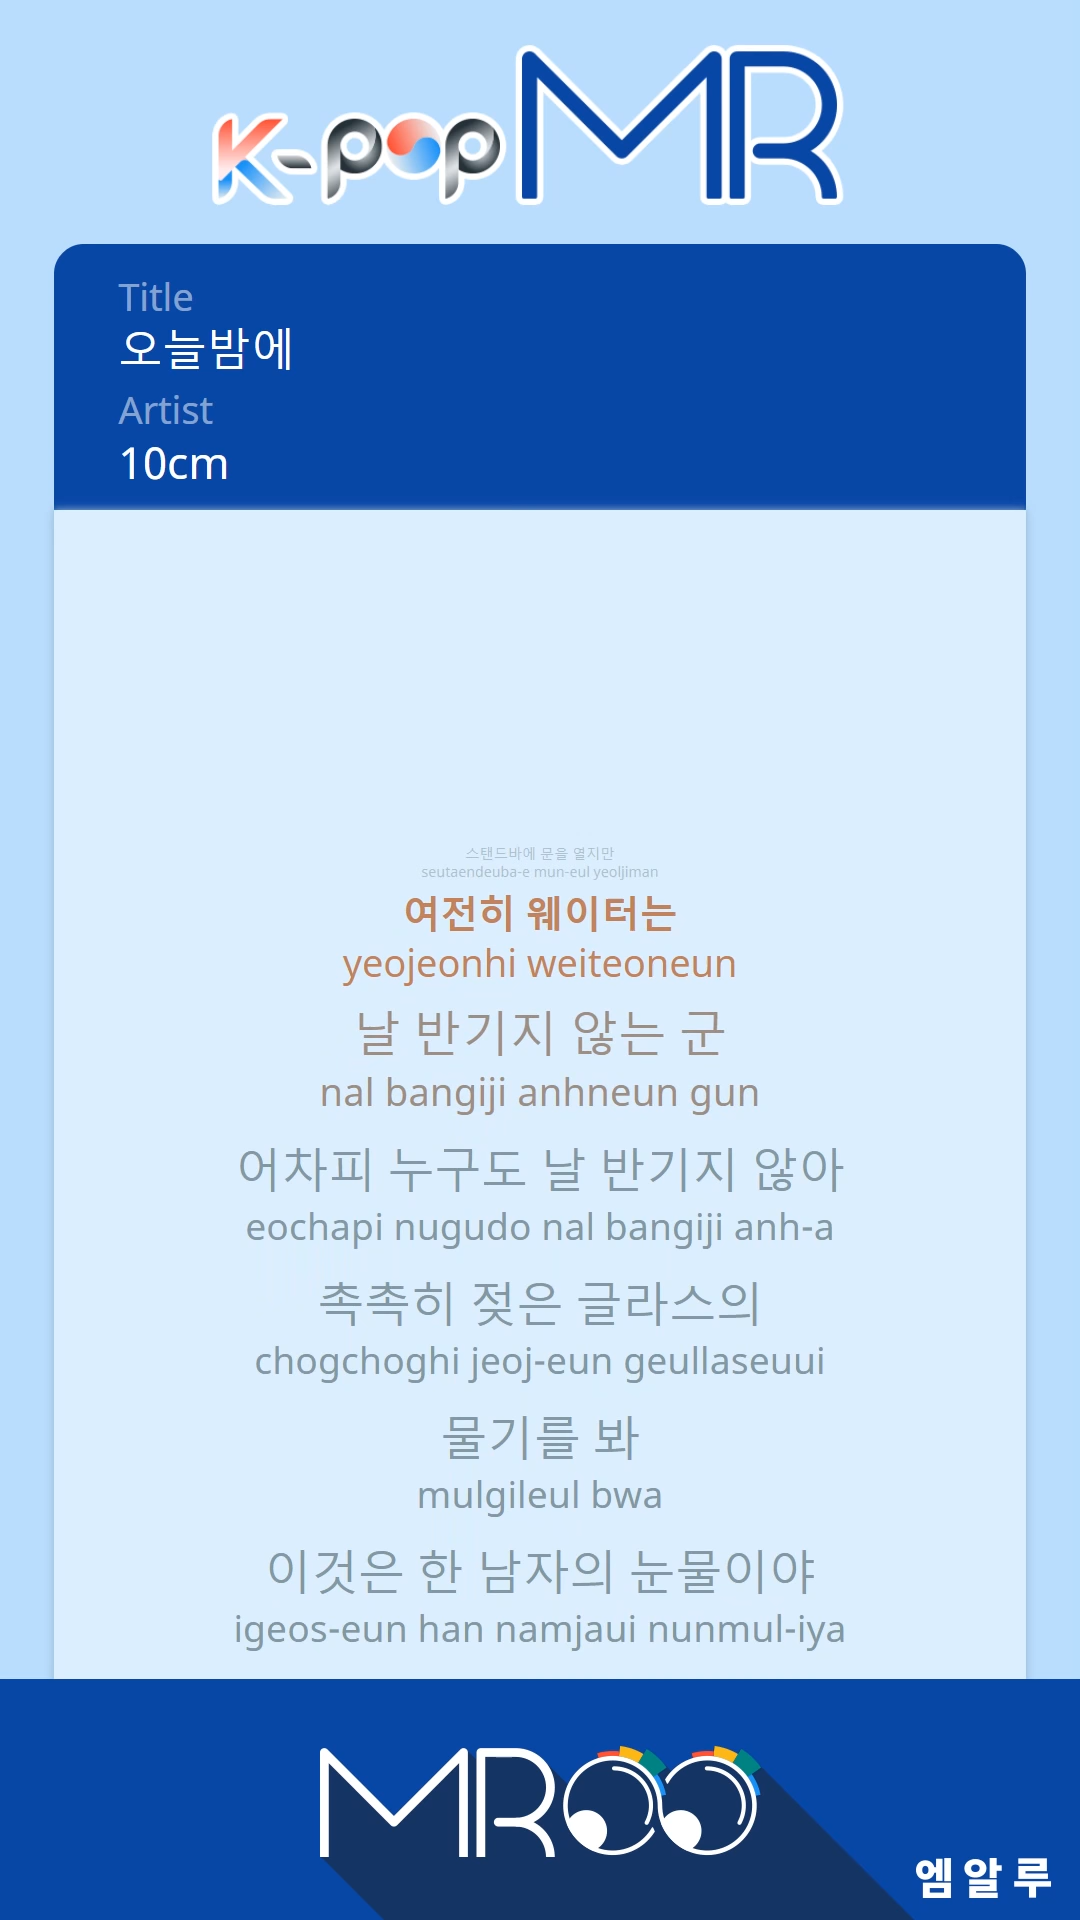 K-pop MR
Title
오늘밤에
Artist
10cm
스탠드바에 문을 열지만
seutaendeuba-e mun-eul yeoljiman
여전히 웨이터는
yeojeonhi weiteoneun
날 반기지 않는 군
nal bangiji anhneun gun
어차피 누구도 날 반기지 않아
eochapi nugudo nal bangiji anh-a
촉촉히 젖은 글라스의
chogchoghi jeoj-eun geullaseuui
물기를 봐
mulgileul bwa
이것은 한 남자의 눈물이야
igeos-eun han namjaui nunmul-iya
MROO
엠알루